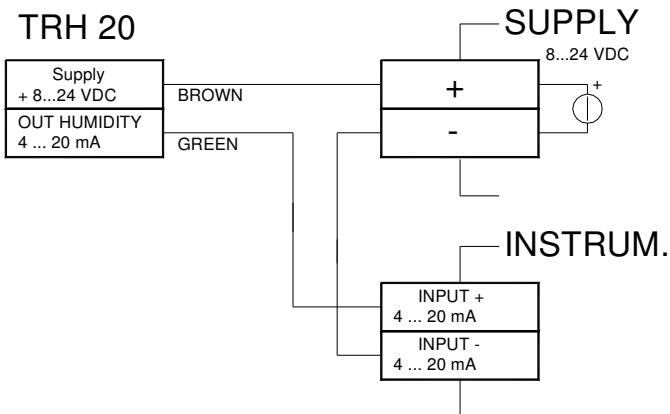 TRH 20
SUPPLY
8...24 VDC
Supply
+ 8...24 VDC
BROWN
+
+
OUT HUMIDITY
4 ... 20 mA
GREEN
-
INSTRUM.
INPUT +
4 ... 20 mA
INPUT -
4 ... 20 mA